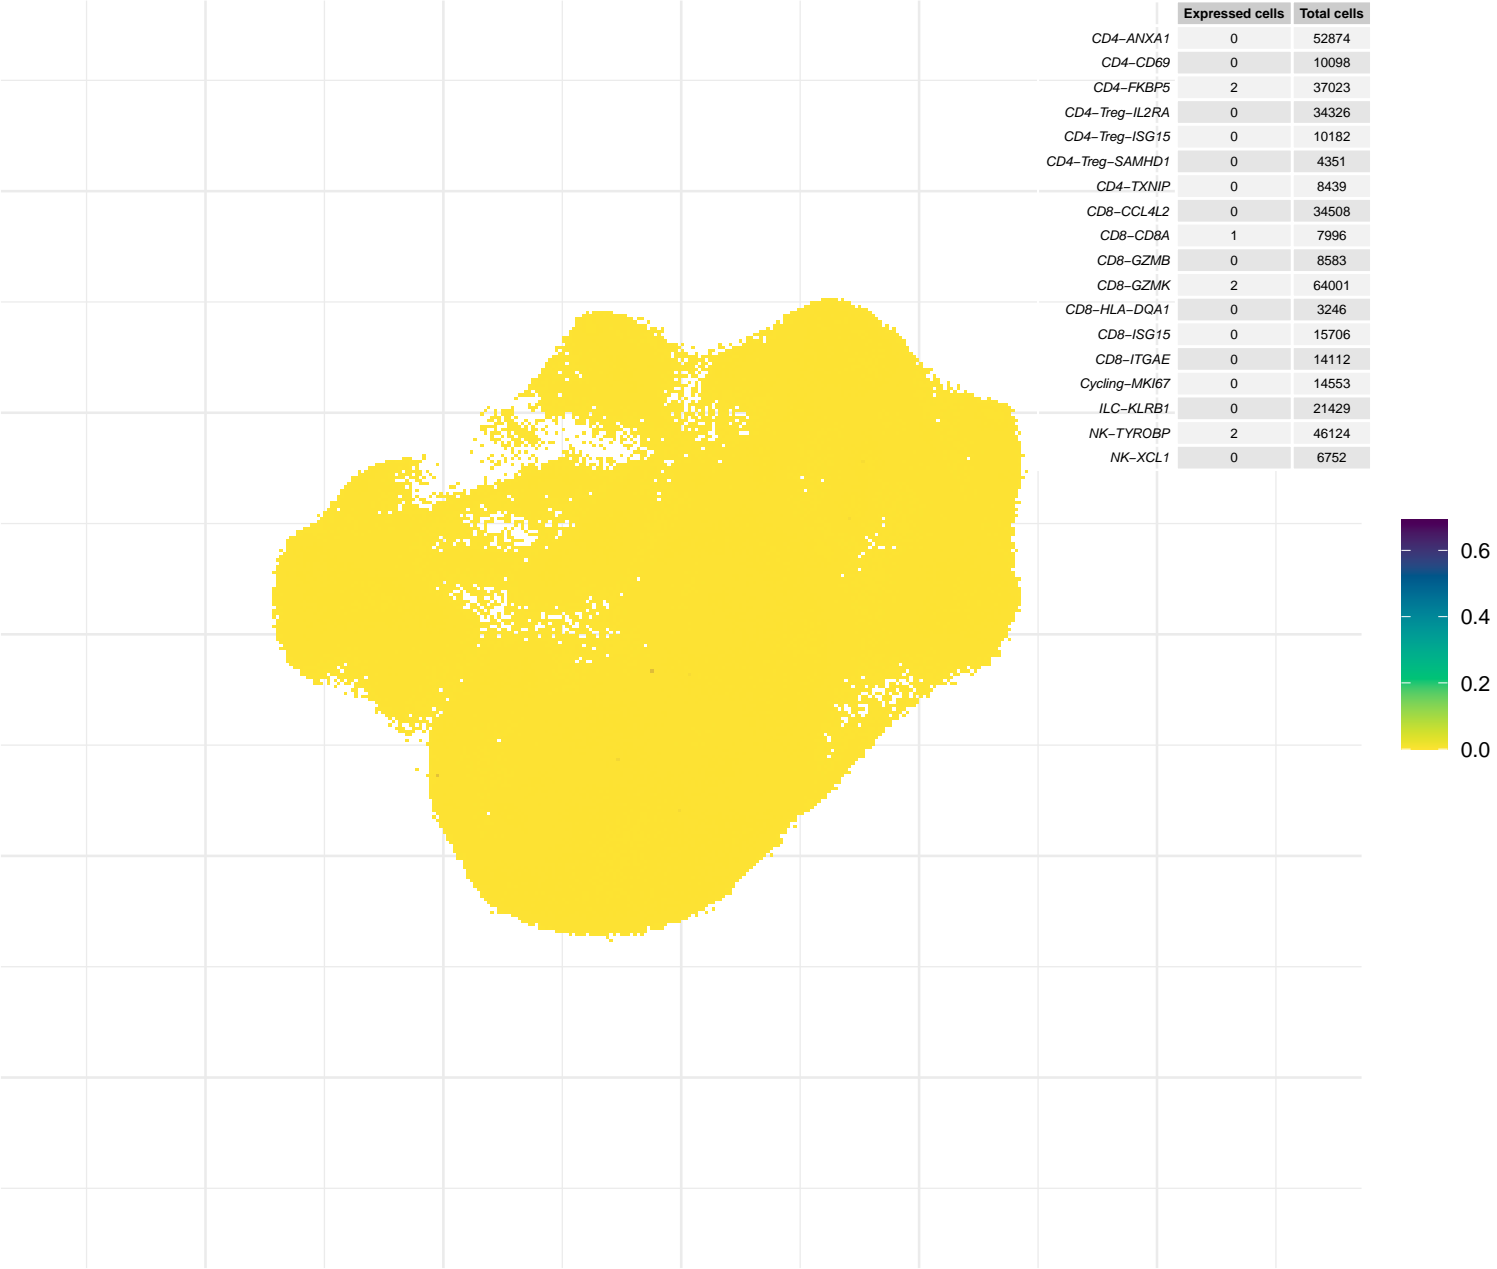 Expressed cells Total cells
CD4−ANXA1 0 52874
CD4−CD69 0 10098
CD4−FKBP5 2 37023
CD4−Treg−IL2RA 0 34326
CD4−Treg−ISG15 0 10182
CD4−Treg−SAMHD1 0 4351
CD4−TXNIP 0 8439
CD8−CCL4L2 0 34508
CD8−CD8A 1 7996
CD8−GZMB 0 8583
CD8−GZMK 2 64001
CD8−HLA−DQA1 0 3246
CD8−ISG15 0 15706
CD8−ITGAE 0 14112
Cycling−MKI67 0 14553
ILC−KLRB1 0 21429
NK−TYROBP 2 46124
NK−XCL1 0 6752
0.6
0.4
0.2
0.0